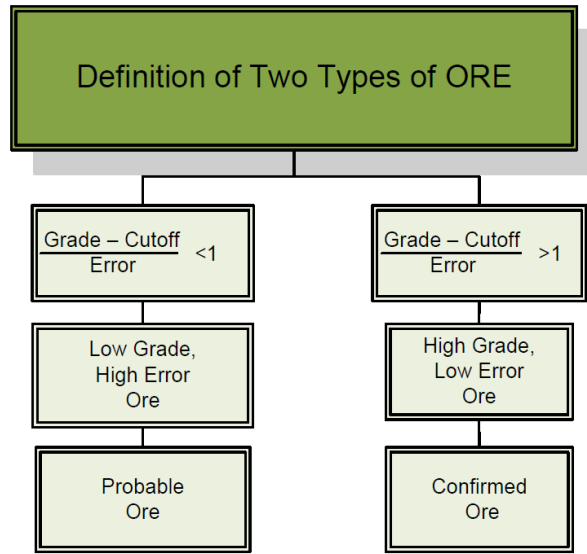 Definition of Two Types of ORE
Grade – Cutoff
Error
<1
Low Grade,
High Error
Ore
Probable
Ore
Grade – Cutoff
Error
>1
High Grade,
Low Error
Ore
Confirmed
Ore